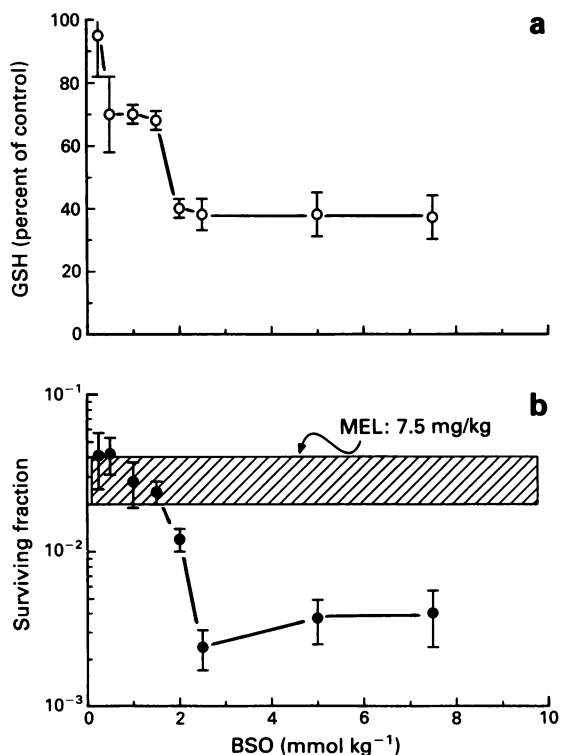 a
100
80
60
40
20
0
GSH (percent of control)
b
10⁻¹
10⁻²
10⁻³
Surviving fraction
MEL: 7.5 mg/kg
0 2 4 6 8 10
BSO (mmol kg⁻¹)